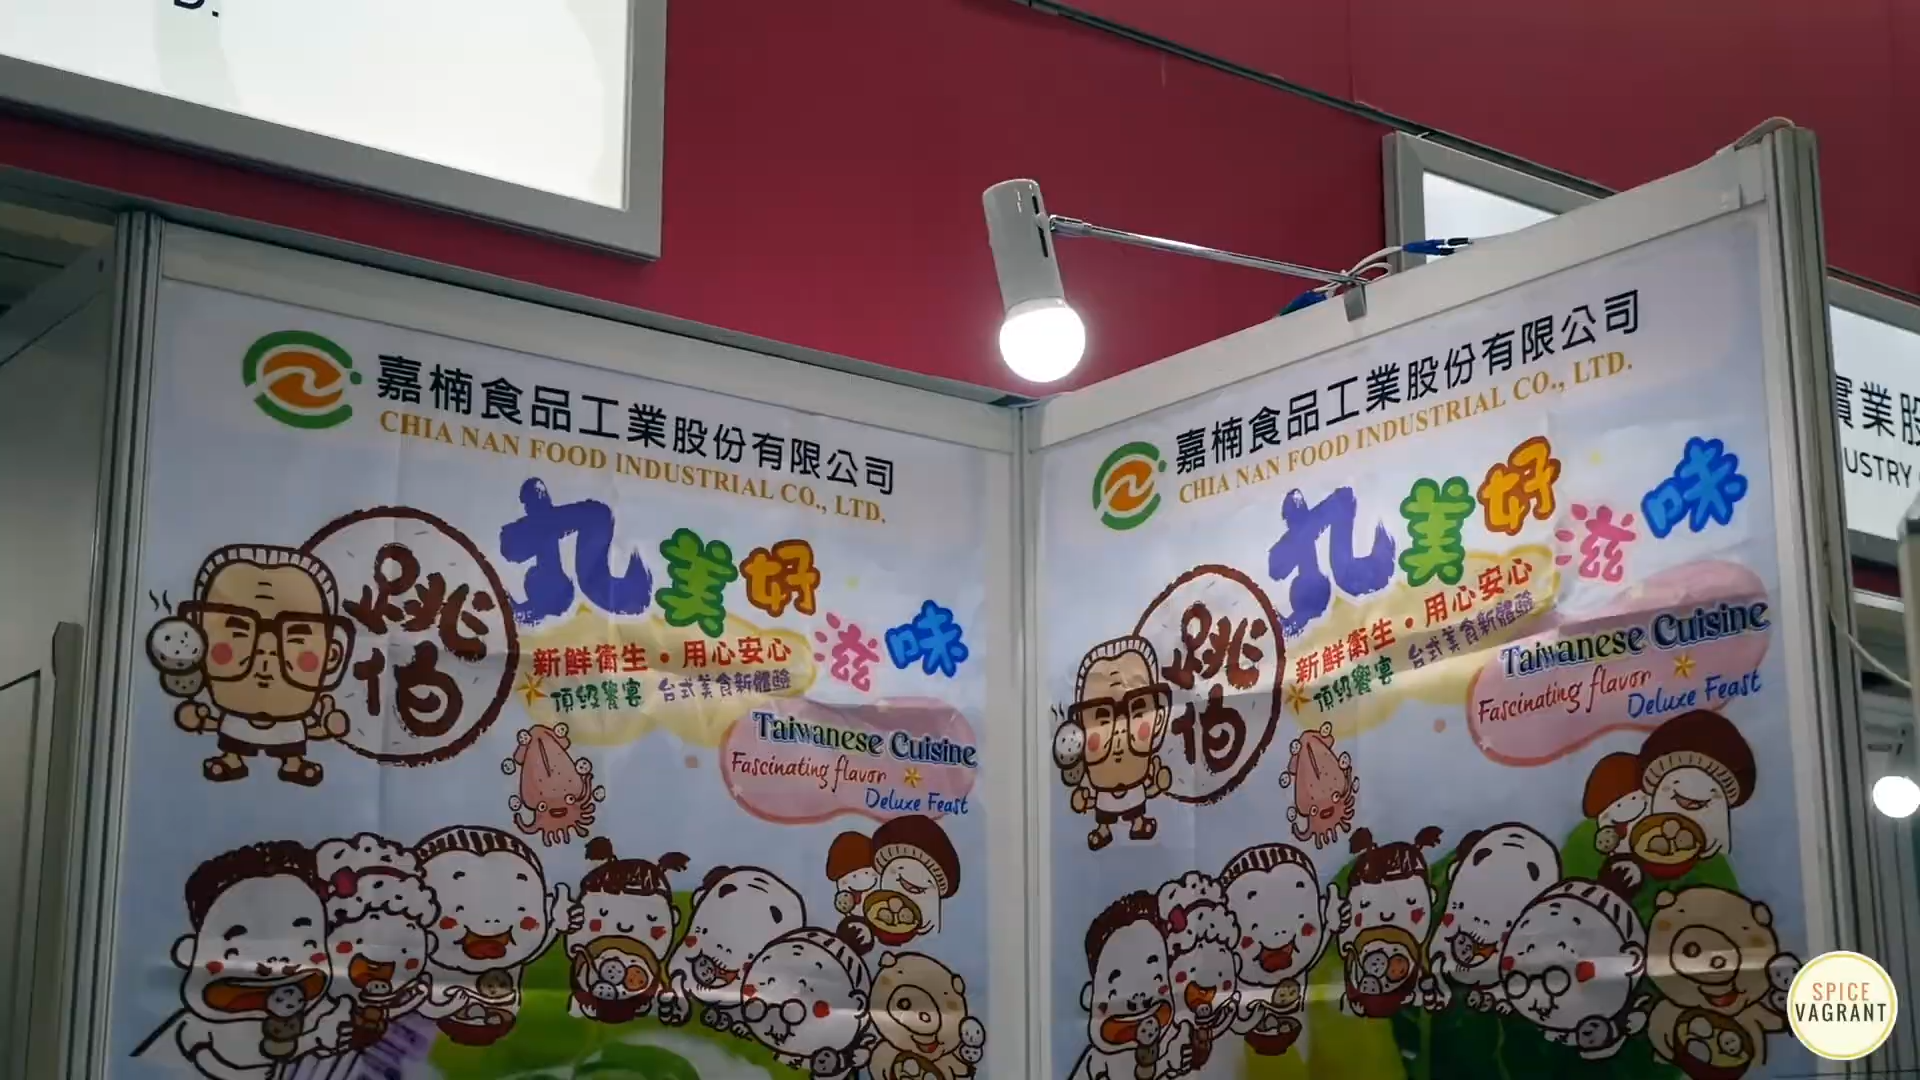 D.
嘉楠食品工業股份有限公司
CHIA NAN FOOD INDUSTRIAL CO., LTD.
丸美好滋味
跳伯
新鮮衛生・用心安心
頂級饗宴 台式美食新體驗
Taiwanese Cuisine
Fascinating flavor
Deluxe Feast
嘉楠食品工業股份有限公司
CHIA NAN FOOD INDUSTRIAL CO., LTD.
丸美好滋味
跳伯
新鮮衛生・用心安心
頂級饗宴 台式美食新體驗
Taiwanese Cuisine
Fascinating flavor
Deluxe Feast
實業股
USTRY
SPICE
VAGRANT